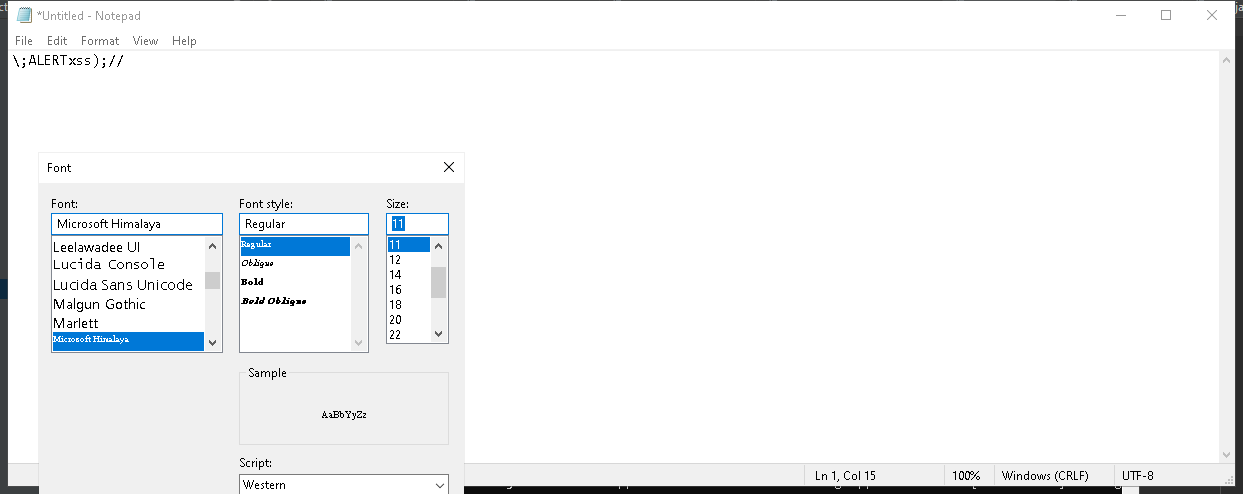 *Untitled - Notepad
File Edit Format View Help
\;ALERTxss);//
Font
Font: Font style: Size:
Microsoft Himalaya Regular 11
Leelawadee UI
Lucida Console
Lucida Sans Unicode
Malgun Gothic
Marlett
Microsoft Himalaya
Regular
Oblique
Bold
Bold Oblique
11
12
14
16
18
20
22
Sample
AaBbYyZz
Script:
Western
Ln 1, Col 15 100% Windows (CRLF) UTF-8